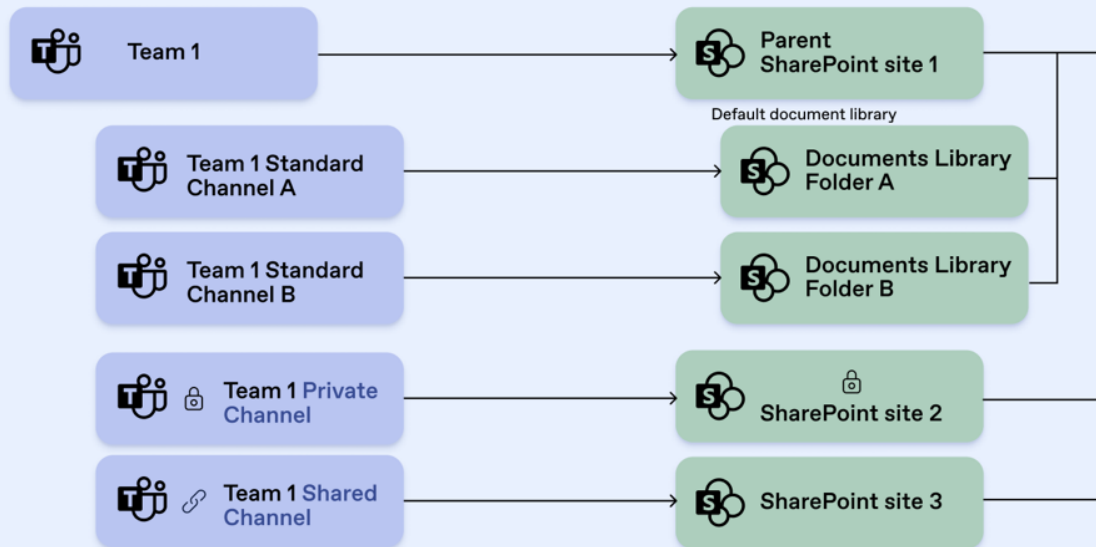 Team 1
Parent
SharePoint site 1
Default document library
Team 1 Standard
Channel A
Documents Library
Folder A
Team 1 Standard
Channel B
Documents Library
Folder B
Team 1 Private
Channel
SharePoint site 2
Team 1 Shared
Channel
SharePoint site 3